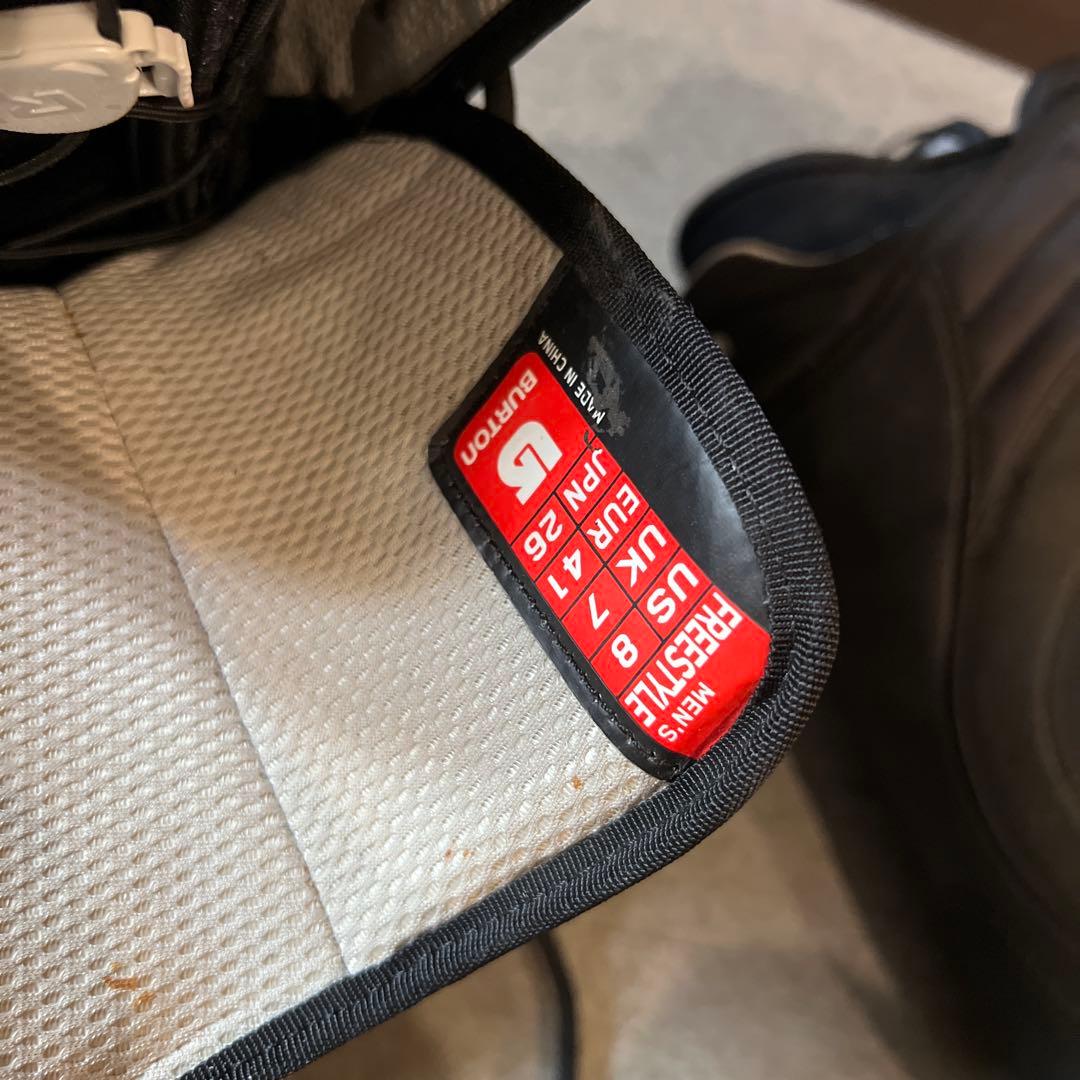 MEN'S
FREESTYLE
US 8
UK 7
EUR 41
JPN 26
BURTON
MADE IN CHINA